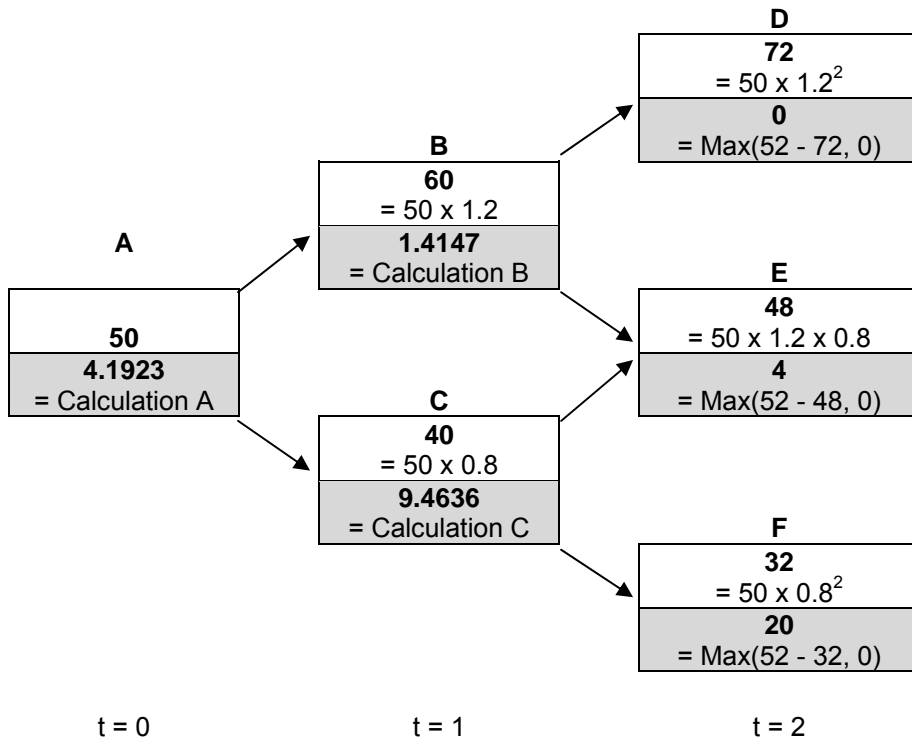 D
72
= 50 x 1.2²
0
= Max(52 - 72, 0)
B
60
= 50 x 1.2
1.4147
= Calculation B
A
50
4.1923
= Calculation A
E
48
= 50 x 1.2 x 0.8
4
= Max(52 - 48, 0)
C
40
= 50 x 0.8
9.4636
= Calculation C
F
32
= 50 x 0.8²
20
= Max(52 - 32, 0)
t = 0
t = 1
t = 2